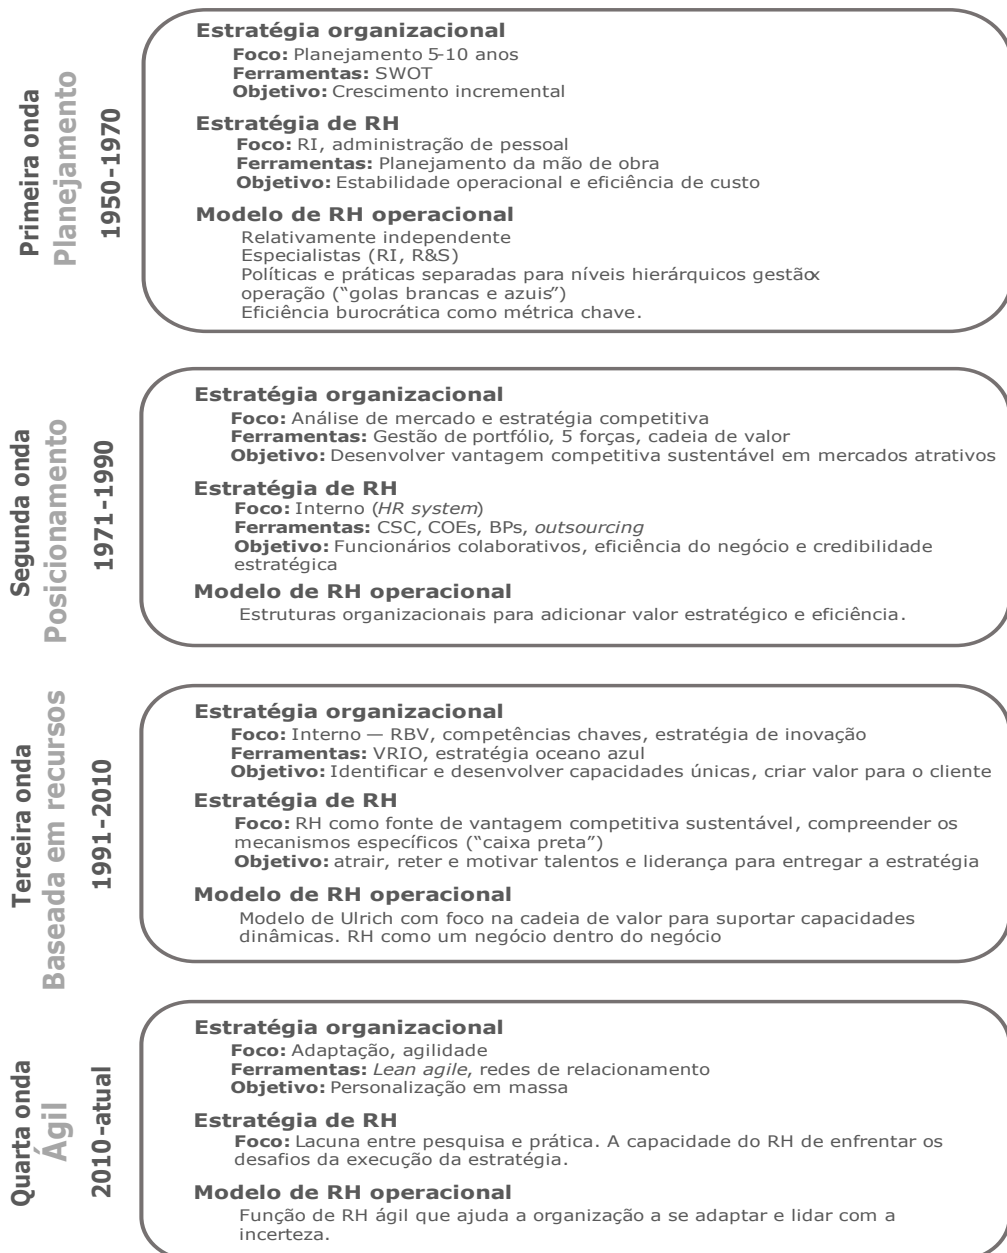 Primeira onda
Planejamento
1950-1970
Estratégia organizacional
Foco: Planejamento 5-10 anos
Ferramentas: SWOT
Objetivo: Crescimento incremental
Estratégia de RH
Foco: RI, administração de pessoal
Ferramentas: Planejamento da mão de obra
Objetivo: Estabilidade operacional e eficiência de custo
Modelo de RH operacional
Relativamente independente
Especialistas (RI, R&S)
Políticas e práticas separadas para níveis hierárquicos gestãox
operação (“golas brancas e azuis”)
Eficiência burocrática como métrica chave.
Segunda onda
Posicionamento
1971-1990
Estratégia organizacional
Foco: Análise de mercado e estratégia competitiva
Ferramentas: Gestão de portfólio, 5 forças, cadeia de valor
Objetivo: Desenvolver vantagem competitiva sustentável em mercados atrativos
Estratégia de RH
Foco: Interno (HR system)
Ferramentas: CSC, COEs, BPs, outsourcing
Objetivo: Funcionários colaborativos, eficiência do negócio e credibilidade
estratégica
Modelo de RH operacional
Estruturas organizacionais para adicionar valor estratégico e eficiência.
Terceira onda
Baseada em recursos
1991-2010
Estratégia organizacional
Foco: Interno — RBV, competências chaves, estratégia de inovação
Ferramentas: VRIO, estratégia oceano azul
Objetivo: Identificar e desenvolver capacidades únicas, criar valor para o cliente
Estratégia de RH
Foco: RH como fonte de vantagem competitiva sustentável, compreender os
mecanismos específicos (“caixa preta”)
Objetivo: atrair, reter e motivar talentos e liderança para entregar a estratégia
Modelo de RH operacional
Modelo de Ulrich com foco na cadeia de valor para suportar capacidades
dinâmicas. RH como um negócio dentro do negócio
Quarta onda
Ágil
2010-atual
Estratégia organizacional
Foco: Adaptação, agilidade
Ferramentas: Lean agile, redes de relacionamento
Objetivo: Personalização em massa
Estratégia de RH
Foco: Lacuna entre pesquisa e prática. A capacidade do RH de enfrentar os
desafios da execução da estratégia.
Modelo de RH operacional
Função de RH ágil que ajuda a organização a se adaptar e lidar com a
incerteza.